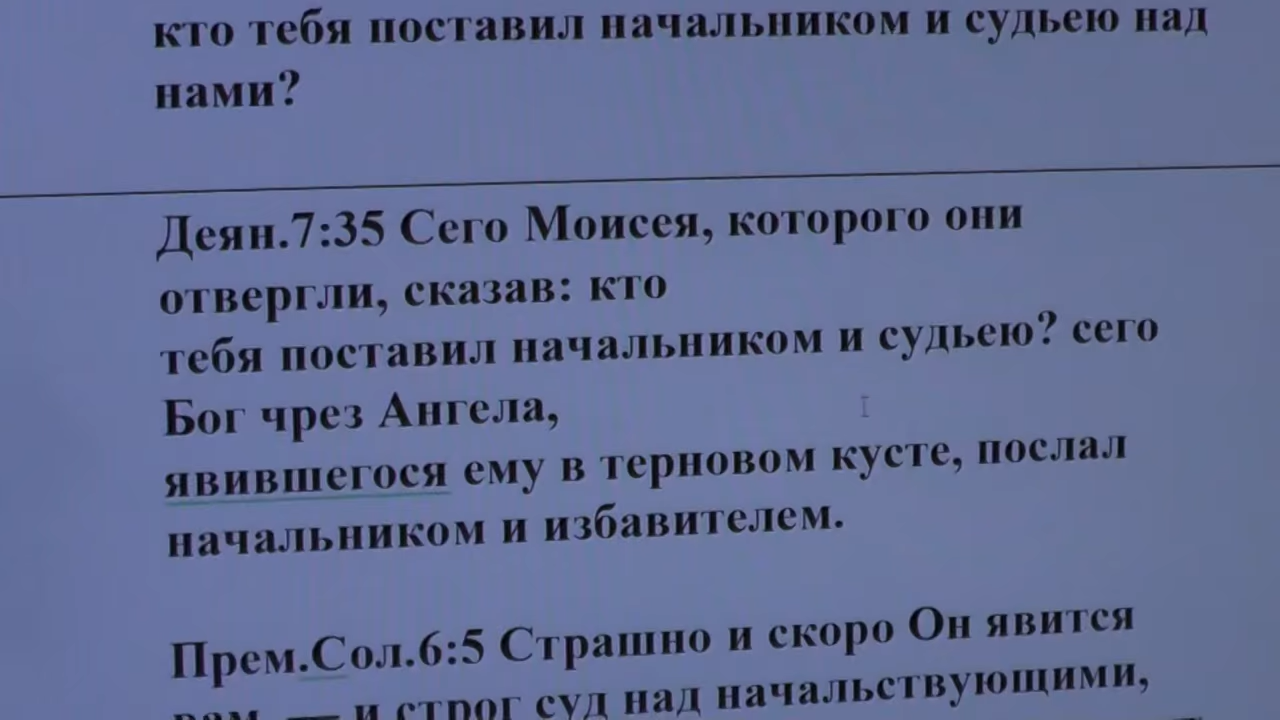 кто тебя поставил начальником и судьею над
нами?
Деян.7:35 Сего Моисея, которого они
отвергли, сказав: кто
тебя поставил начальником и судьею? сего
Бог чрез Ангела,
явившегося ему в терновом кусте, послал
начальником и избавителем.
Прем.Сол.6:5 Страшно и скоро Он явится
вам, — и строг суд над начальствующими,